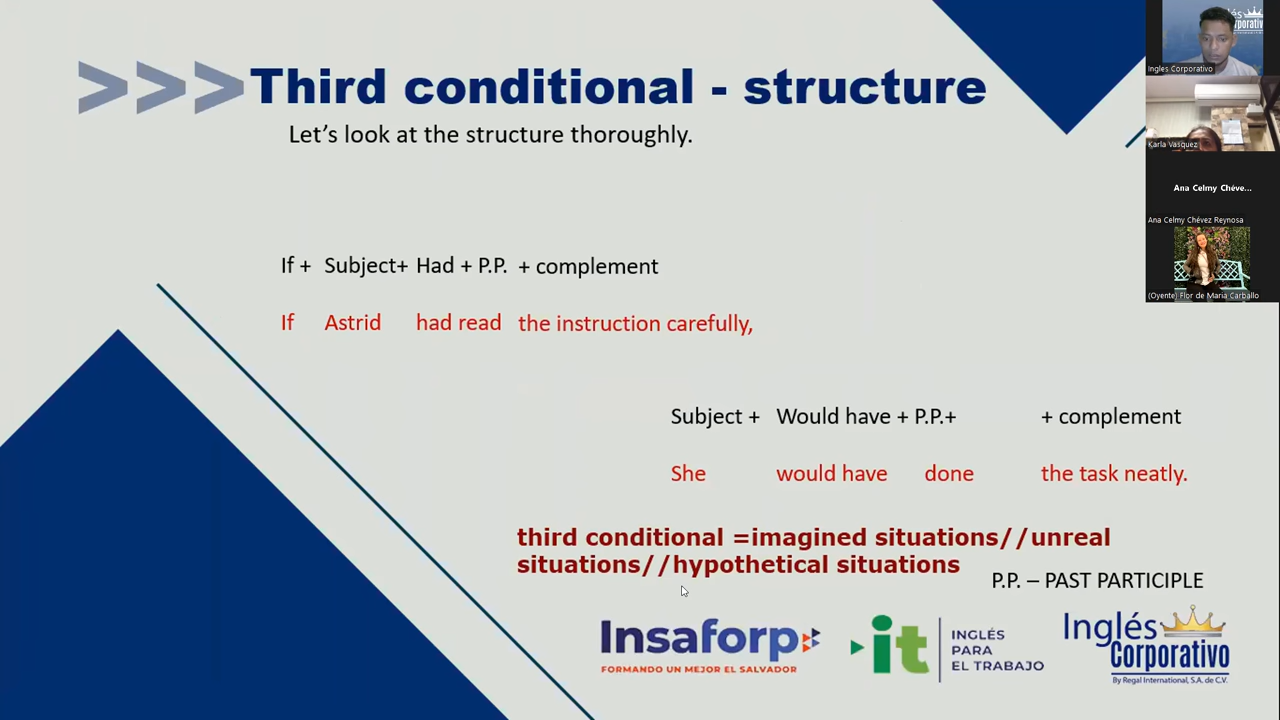 >>> Third conditional - structure
Let's look at the structure thoroughly.
If + Subject+ Had + P.P. + complement
If Astrid had read the instruction carefully,
Subject + Would have + P.P.+ + complement
She would have done the task neatly.
third conditional =imagined situations//unreal
situations//hypothetical situations
P.P. – PAST PARTICIPLE
Insaforp
FORMANDO UN MEJOR EL SALVADOR
it
INGLÉS
PARA
EL TRABAJO
Inglés
Corporativo
By Regal International, S.A. de C.V.
Ingles Corporativo
Karla Vasquez
Ana Celmy Chéve...
Ana Celmy Chévez Reynosa
(Oyente) Flor de Maria Carballo